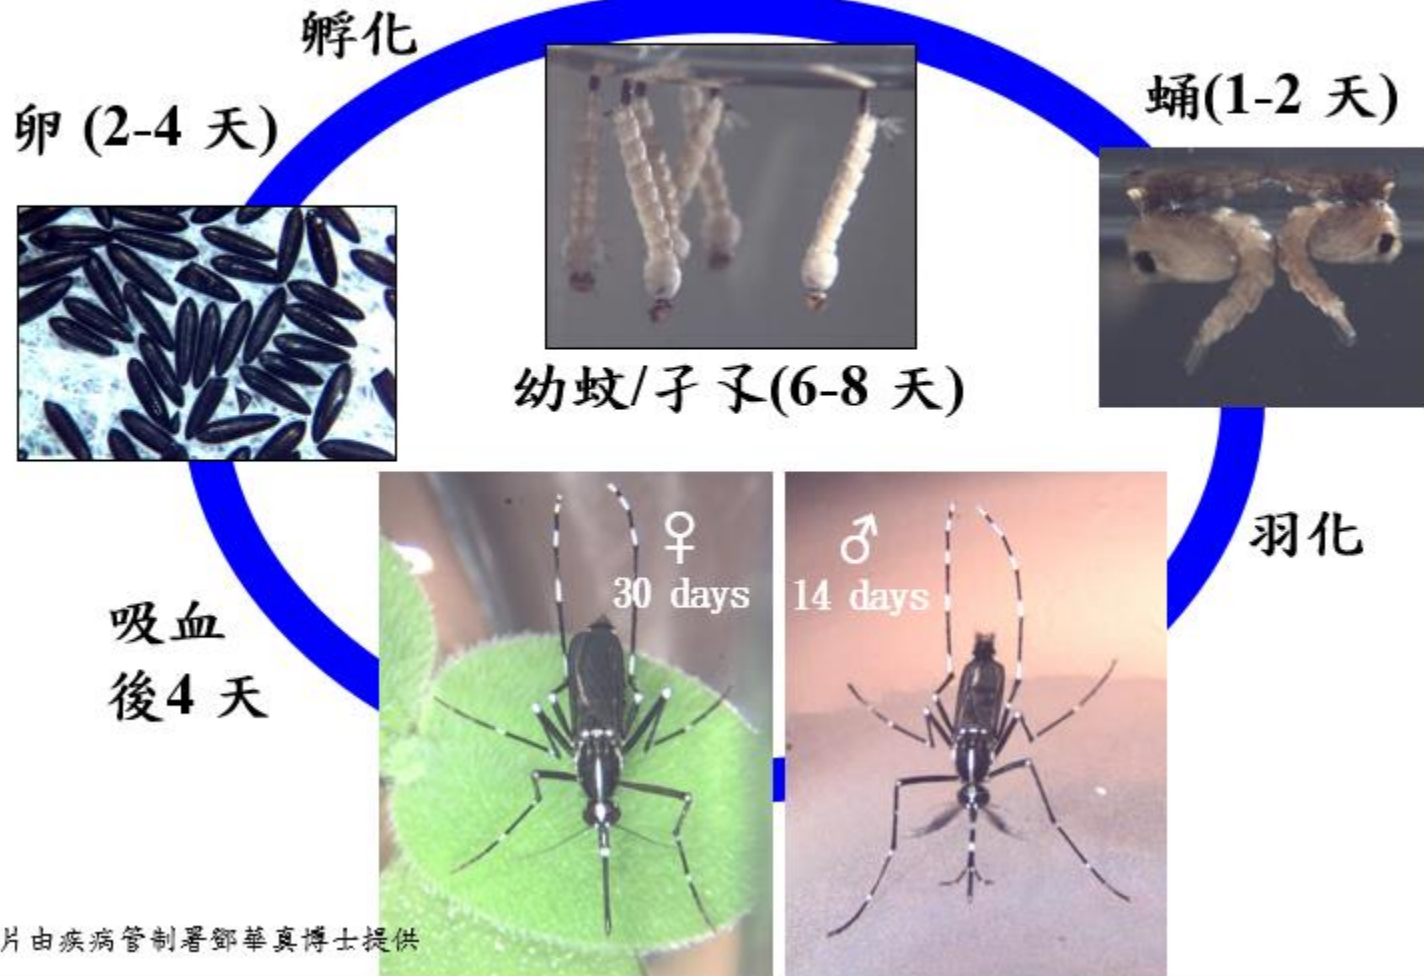 孵化
卵 (2-4 天)
蛹(1-2 天)
幼蚊/孑孓(6-8 天)
♀
30 days
♂
14 days
羽化
吸血
後4 天
片由疾病管制署鄧華真博士提供